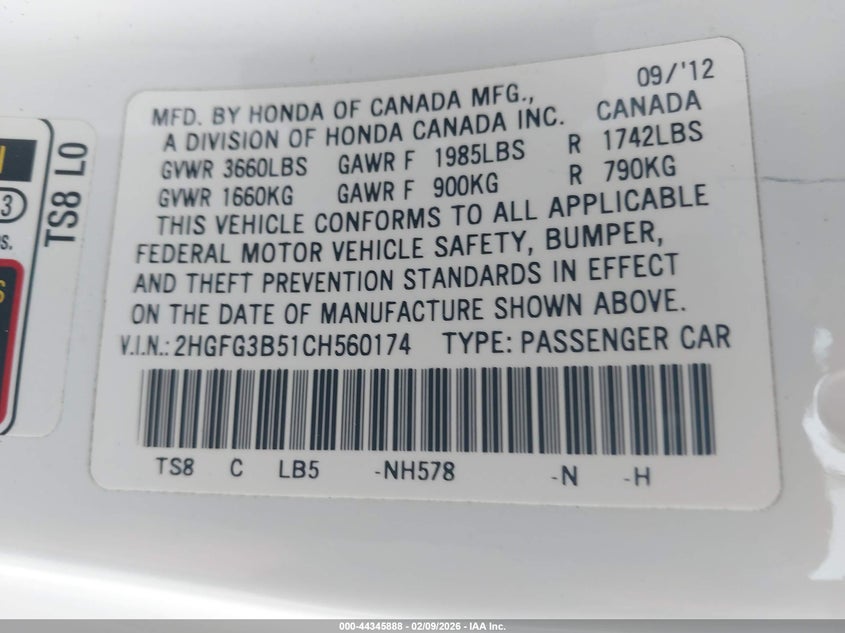 09/'12
MFD. BY HONDA OF CANADA MFG.,
A DIVISION OF HONDA CANADA INC. CANADA
GVWR 3660LBS GAWR F 1985LBS R 1742LBS
GVWR 1660KG GAWR F 900KG R 790KG
THIS VEHICLE CONFORMS TO ALL APPLICABLE
FEDERAL MOTOR VEHICLE SAFETY, BUMPER,
AND THEFT PREVENTION STANDARDS IN EFFECT
ON THE DATE OF MANUFACTURE SHOWN ABOVE.
V.I.N.: 2HGFG3B51CH560174 TYPE: PASSENGER CAR
TS8 C LB5 -NH578 -N -H
TS8 L0
3
000-44345888 - 02/09/2026 - IAA Inc.